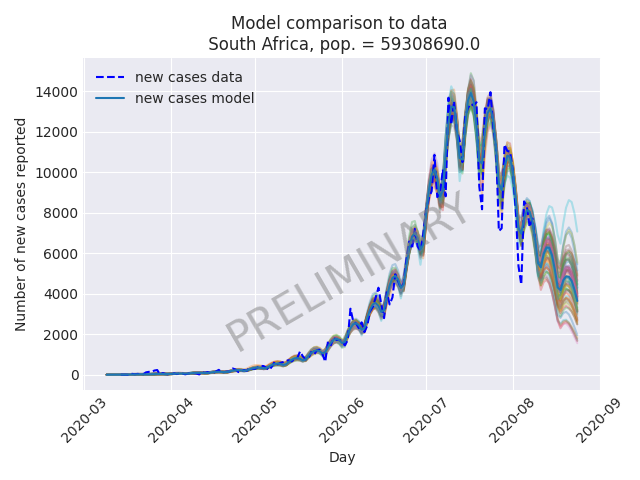 Model comparison to data
South Africa, pop. = 59308690.0
new cases data
new cases model
Number of new cases reported
14000
12000
10000
8000
6000
4000
2000
0
PRELIMINARY
2020-03
2020-04
2020-05
2020-06
2020-07
2020-08
2020-09
Day